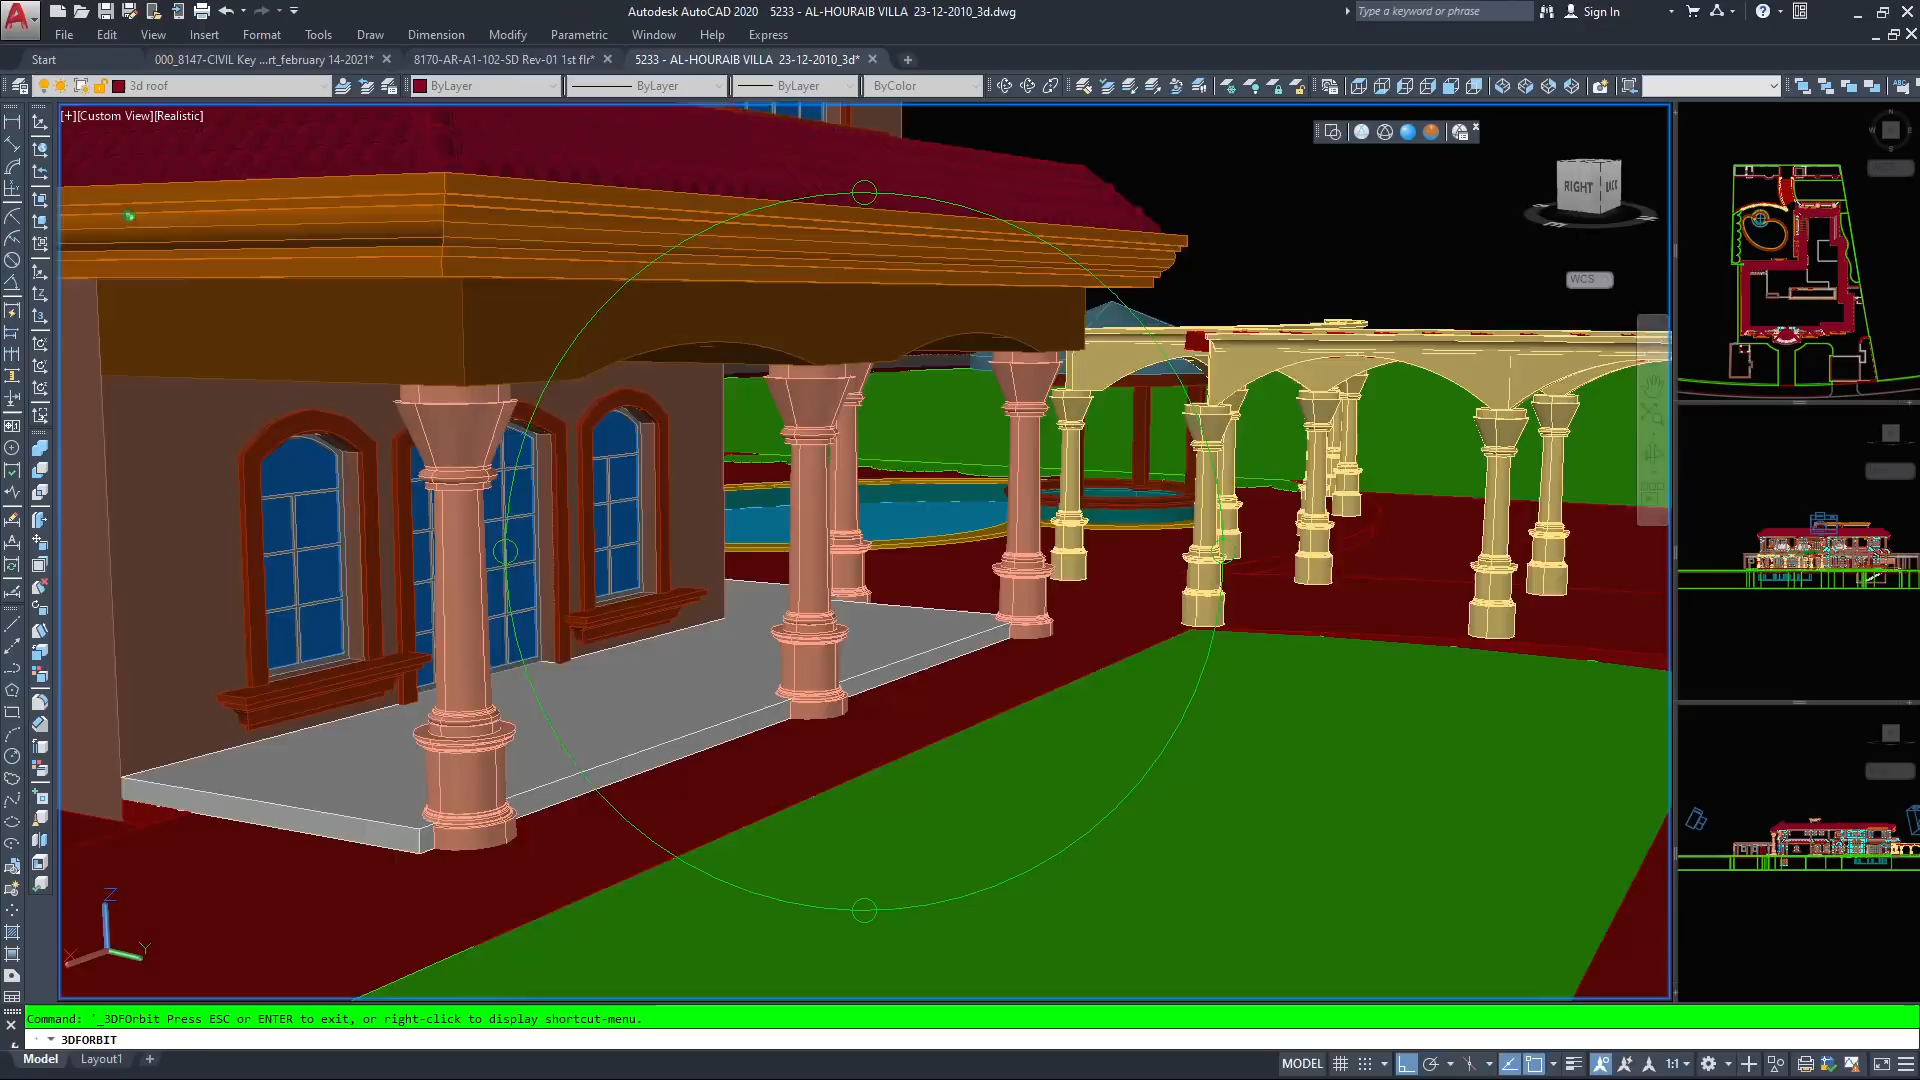 Autodesk AutoCAD 2020 5233 - AL-HOURAIB VILLA 23-12-2010_3d.dwg
Type a keyword or phrase
Sign In
File Edit View Insert Format Tools Draw Dimension Modify Parametric Window Help Express
Start
000_8147-CIVIL Key ...rt_february 14-2021*
8170-AR-A1-102-SD Rev-01 1st flr*
5233 - AL-HOURAIB VILLA 23-12-2010_3d*
3d roof
ByLayer
ByLayer
ByLayer
ByColor
[+][Custom View][Realistic]
RIGHT
BACK
WCS
N
W
E
S
Z
X
Y
Command: '_3DFOrbit Press ESC or ENTER to exit, or right-click to display shortcut-menu.
3DFORBIT
Model
Layout1
MODEL
1:1